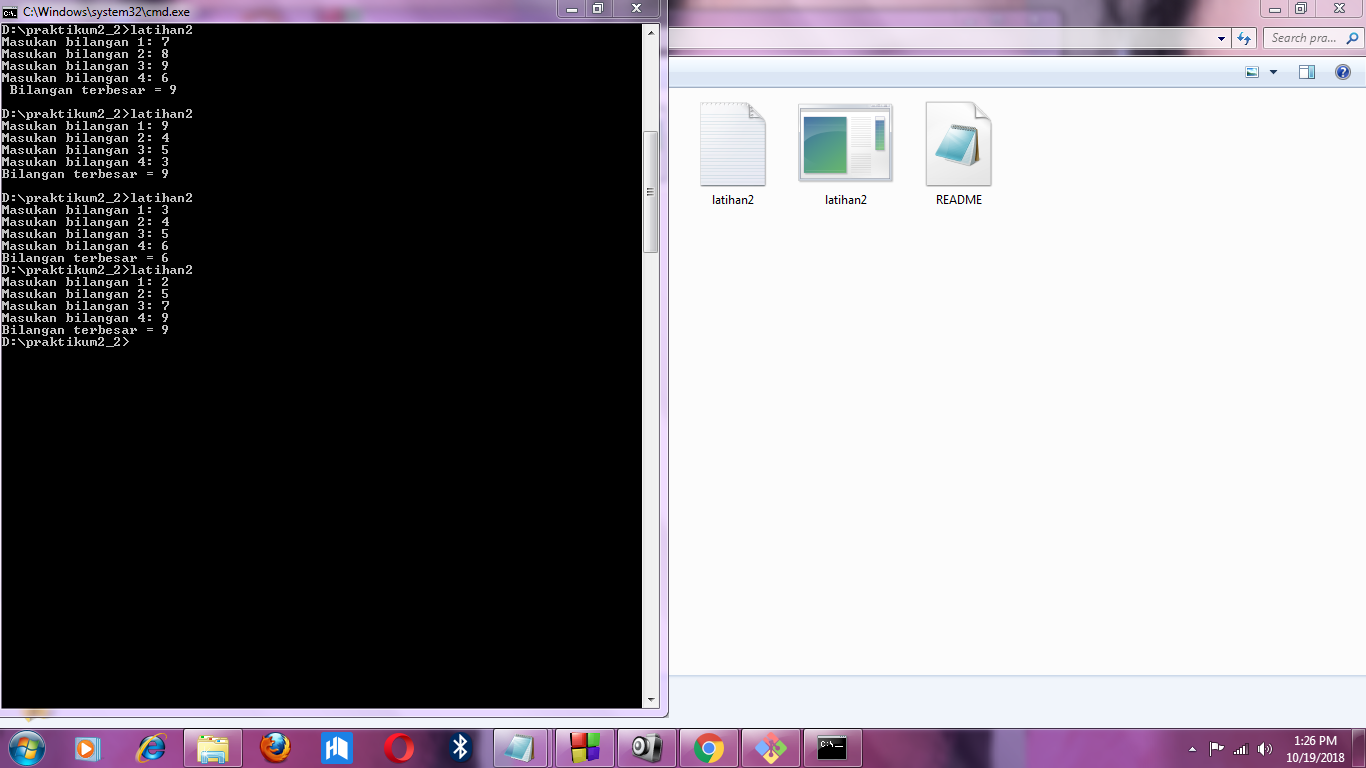 C:\Windows\system32\cmd.exe
D:\praktikum2_2>latihan2
Masukan bilangan 1: 7
Masukan bilangan 2: 8
Masukan bilangan 3: 9
Masukan bilangan 4: 6
 Bilangan terbesar = 9
D:\praktikum2_2>latihan2
Masukan bilangan 1: 9
Masukan bilangan 2: 4
Masukan bilangan 3: 5
Masukan bilangan 4: 3
Bilangan terbesar = 9
D:\praktikum2_2>latihan2
Masukan bilangan 1: 3
Masukan bilangan 2: 4
Masukan bilangan 3: 5
Masukan bilangan 4: 6
Bilangan terbesar = 6
D:\praktikum2_2>latihan2
Masukan bilangan 1: 2
Masukan bilangan 2: 5
Masukan bilangan 3: 7
Masukan bilangan 4: 9
Bilangan terbesar = 9
D:\praktikum2_2>
Search pra...
latihan2
latihan2
README
1:26 PM
10/19/2018